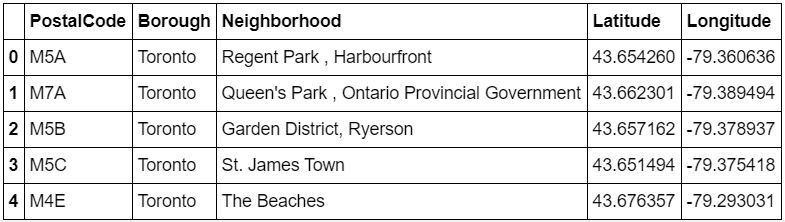 PostalCode Borough Neighborhood Latitude Longitude
0 M5A Toronto Regent Park , Harbourfront 43.654260 -79.360636
1 M7A Toronto Queen's Park , Ontario Provincial Government 43.662301 -79.389494
2 M5B Toronto Garden District, Ryerson 43.657162 -79.378937
3 M5C Toronto St. James Town 43.651494 -79.375418
4 M4E Toronto The Beaches 43.676357 -79.293031